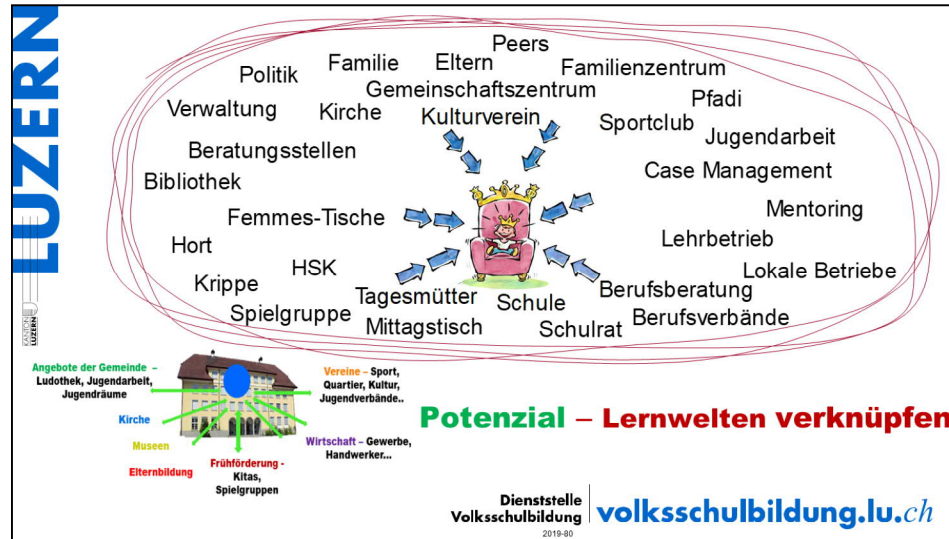 LUZERN
KANTON
LUZERN
Peers
Politik
Familie
Eltern
Familienzentrum
Gemeinschaftszentrum
Pfadi
Verwaltung
Kirche
Kulturverein
Sportclub
Jugendarbeit
Beratungsstellen
Case Management
Bibliothek
Femmes-Tische
Mentoring
Hort
Lehrbetrieb
HSK
Lokale Betriebe
Krippe
Tagesmütter
Schule
Berufsberatung
Spielgruppe
Mittagstisch
Schulrat
Berufsverbände
Angebote der Gemeinde –
Ludothek, Jugendarbeit,
Jugendräume
Kirche
Museen
Elternbildung
Frühförderung -
Kitas,
Spielgruppen
Vereine – Sport,
Quartier, Kultur,
Jugendverbände..
Wirtschaft – Gewerbe,
Handwerker...
Potenzial – Lernwelten verknüpfen
Dienststelle
Volksschulbildung
volksschulbildung.lu.ch
2019-80